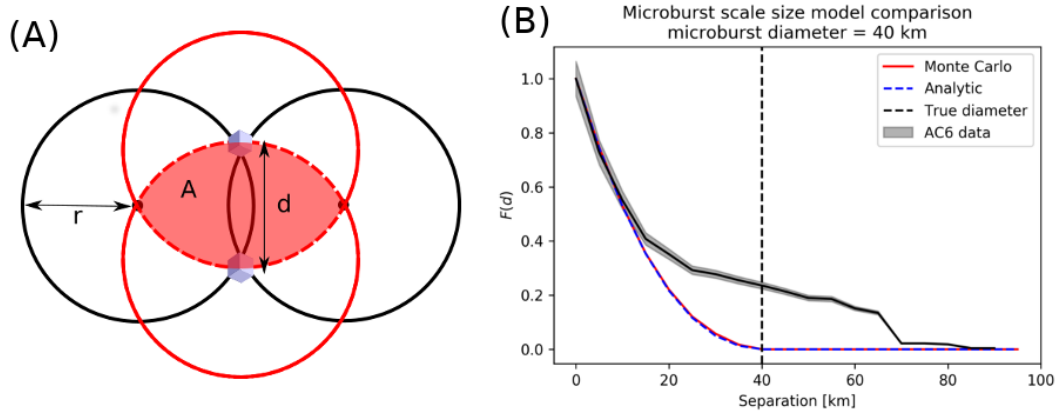 (A)
A
d
r
(B)
Microburst scale size model comparison
microburst diameter = 40 km
Monte Carlo
Analytic
True diameter
AC6 data
F(d)
1.0
0.8
0.6
0.4
0.2
0.0
0 20 40 60 80 100
Separation [km]